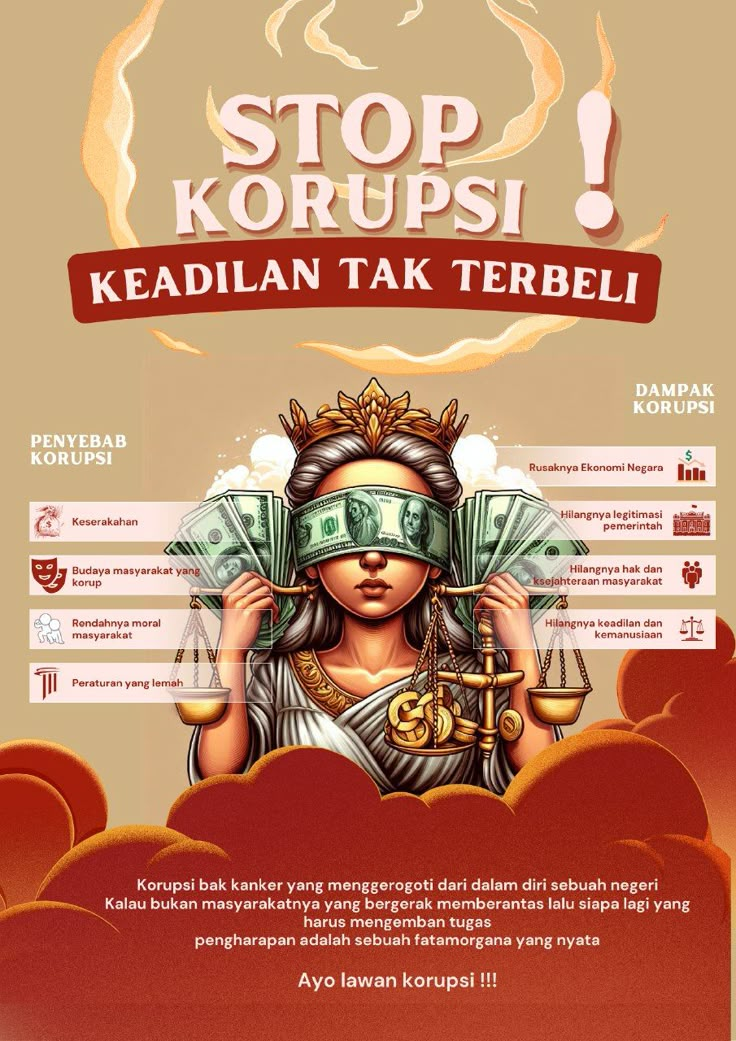 STOP
KORUPSI !
KEADILAN TAK TERBELI
PENYEBAB
KORUPSI
Keserakahan
Budaya masyarakat yang
korup
Rendahnya moral
masyarakat
Peraturan yang lemah
DAMPAK
KORUPSI
Rusaknya Ekonomi Negara
Hilangnya legitimasi
pemerintah
Hilangnya hak dan
ksejahteraan masyarakat
Hilangnya keadilan dan
kemanusiaan
Korupsi bak kanker yang menggerogoti dari dalam diri sebuah negeri
Kalau bukan masyarakatnya yang bergerak memberantas lalu siapa lagi yang
harus mengemban tugas
pengharapan adalah sebuah fatamorgana yang nyata
Ayo lawan korupsi !!!